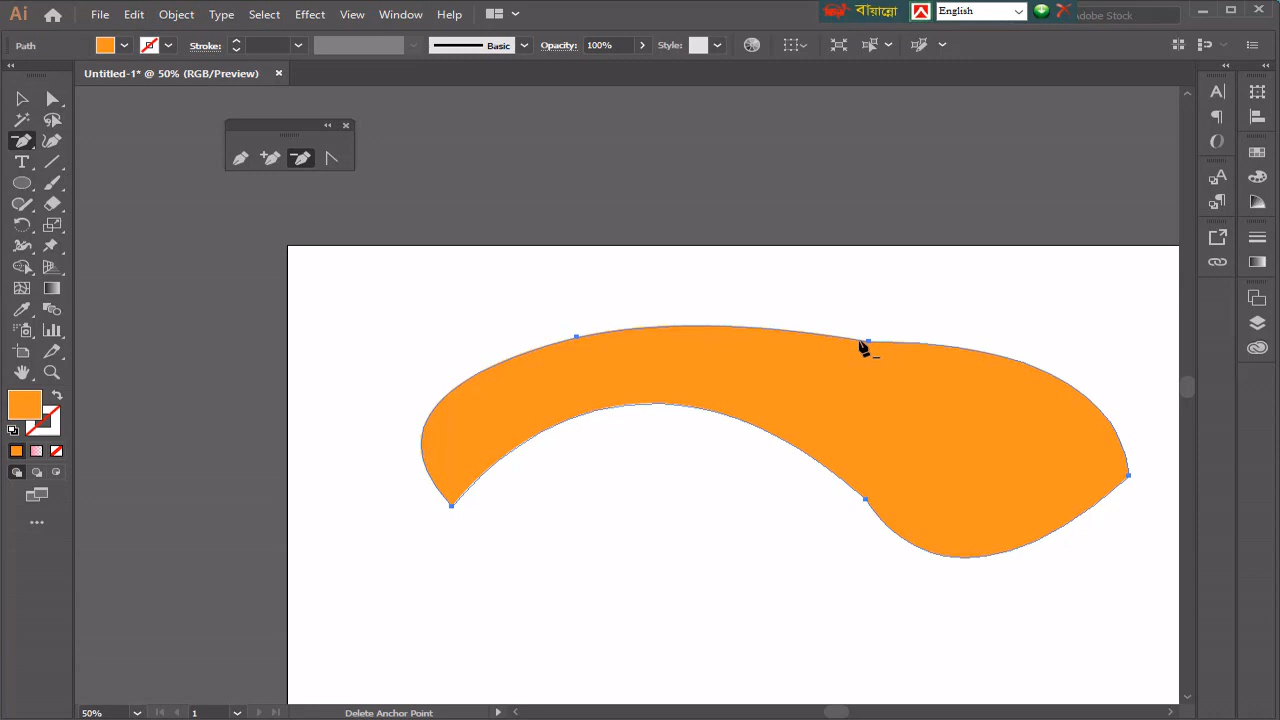 Ai File Edit Object Type Select Effect View Window Help বায়ান্নো English Adobe Stock
Path Stroke: Basic Opacity: 100% Style:
Untitled-1* @ 50% (RGB/Preview)
50% 1 Delete Anchor Point